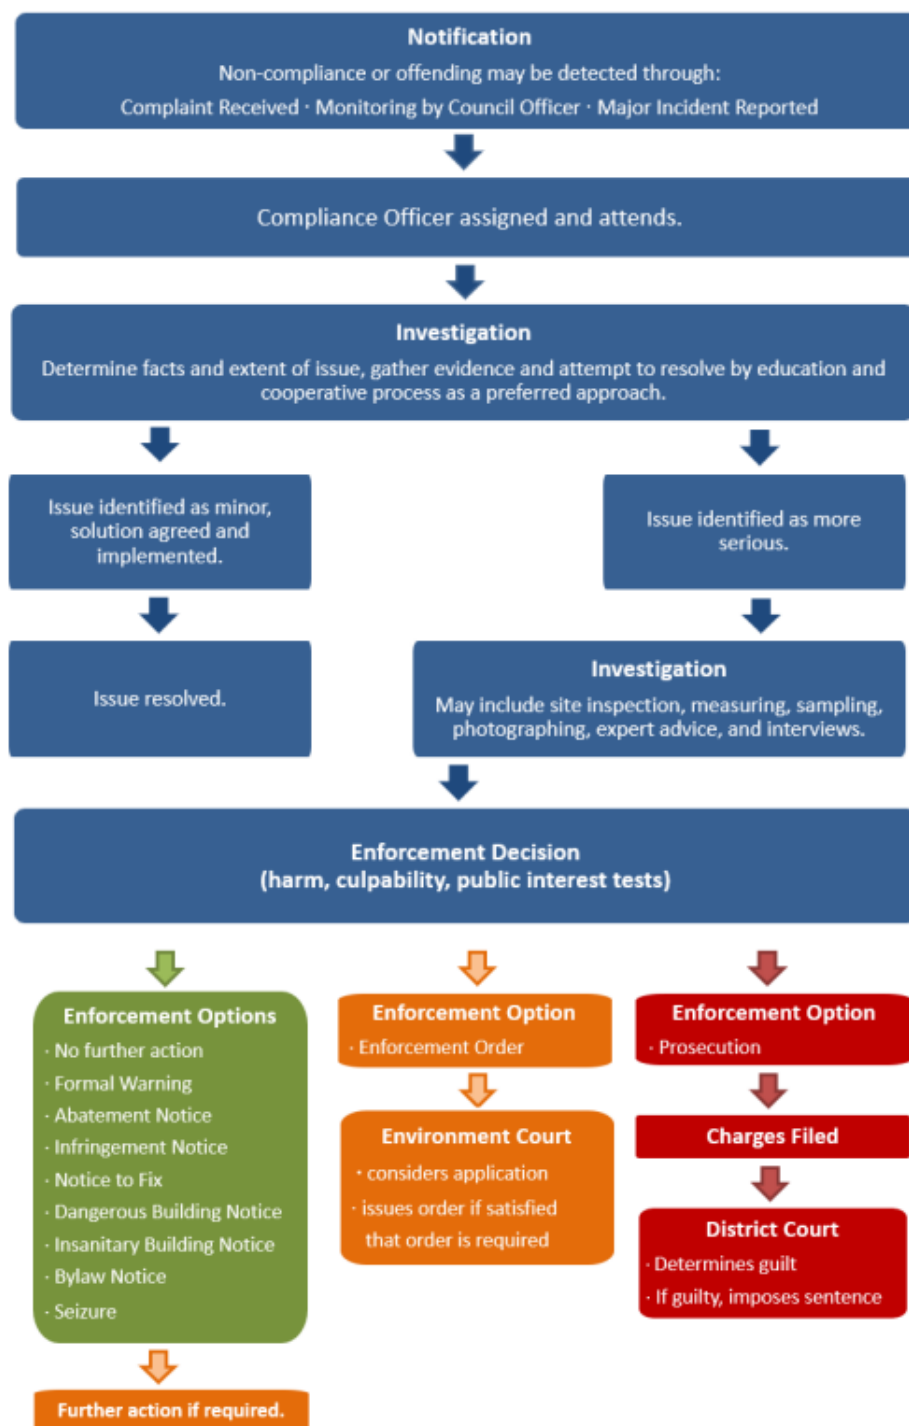 Notification
Non-compliance or offending may be detected through:
Complaint Received · Monitoring by Council Officer · Major Incident Reported
Compliance Officer assigned and attends.
Investigation
Determine facts and extent of issue, gather evidence and attempt to resolve by education and
cooperative process as a preferred approach.
Issue identified as minor,
solution agreed and
implemented.
Issue identified as more
serious.
Issue resolved.
Investigation
May include site inspection, measuring, sampling,
photographing, expert advice, and interviews.
Enforcement Decision
(harm, culpability, public interest tests)
Enforcement Options
· No further action
· Formal Warning
· Abatement Notice
· Infringement Notice
· Notice to Fix
· Dangerous Building Notice
· Insanitary Building Notice
· Bylaw Notice
· Seizure
Further action if required.
Enforcement Option
· Enforcement Order
Environment Court
· considers application
· issues order if satisfied
that order is required
Enforcement Option
· Prosecution
Charges Filed
District Court
· Determines guilt
· If guilty, imposes sentence